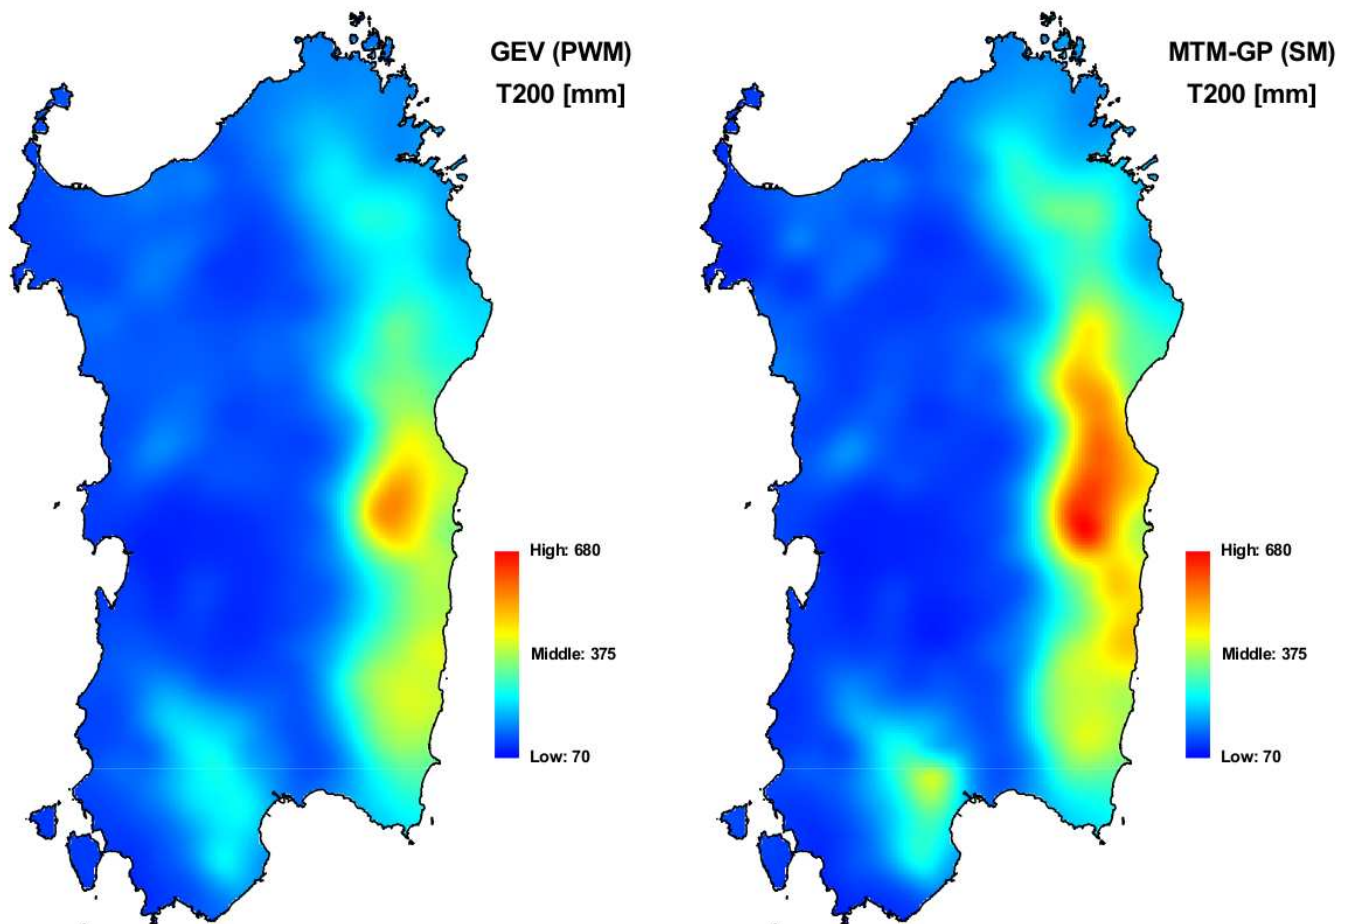 GEV (PWM)
T200 [mm]
High: 680
Middle: 375
Low: 70
MTM-GP (SM)
T200 [mm]
High: 680
Middle: 375
Low: 70